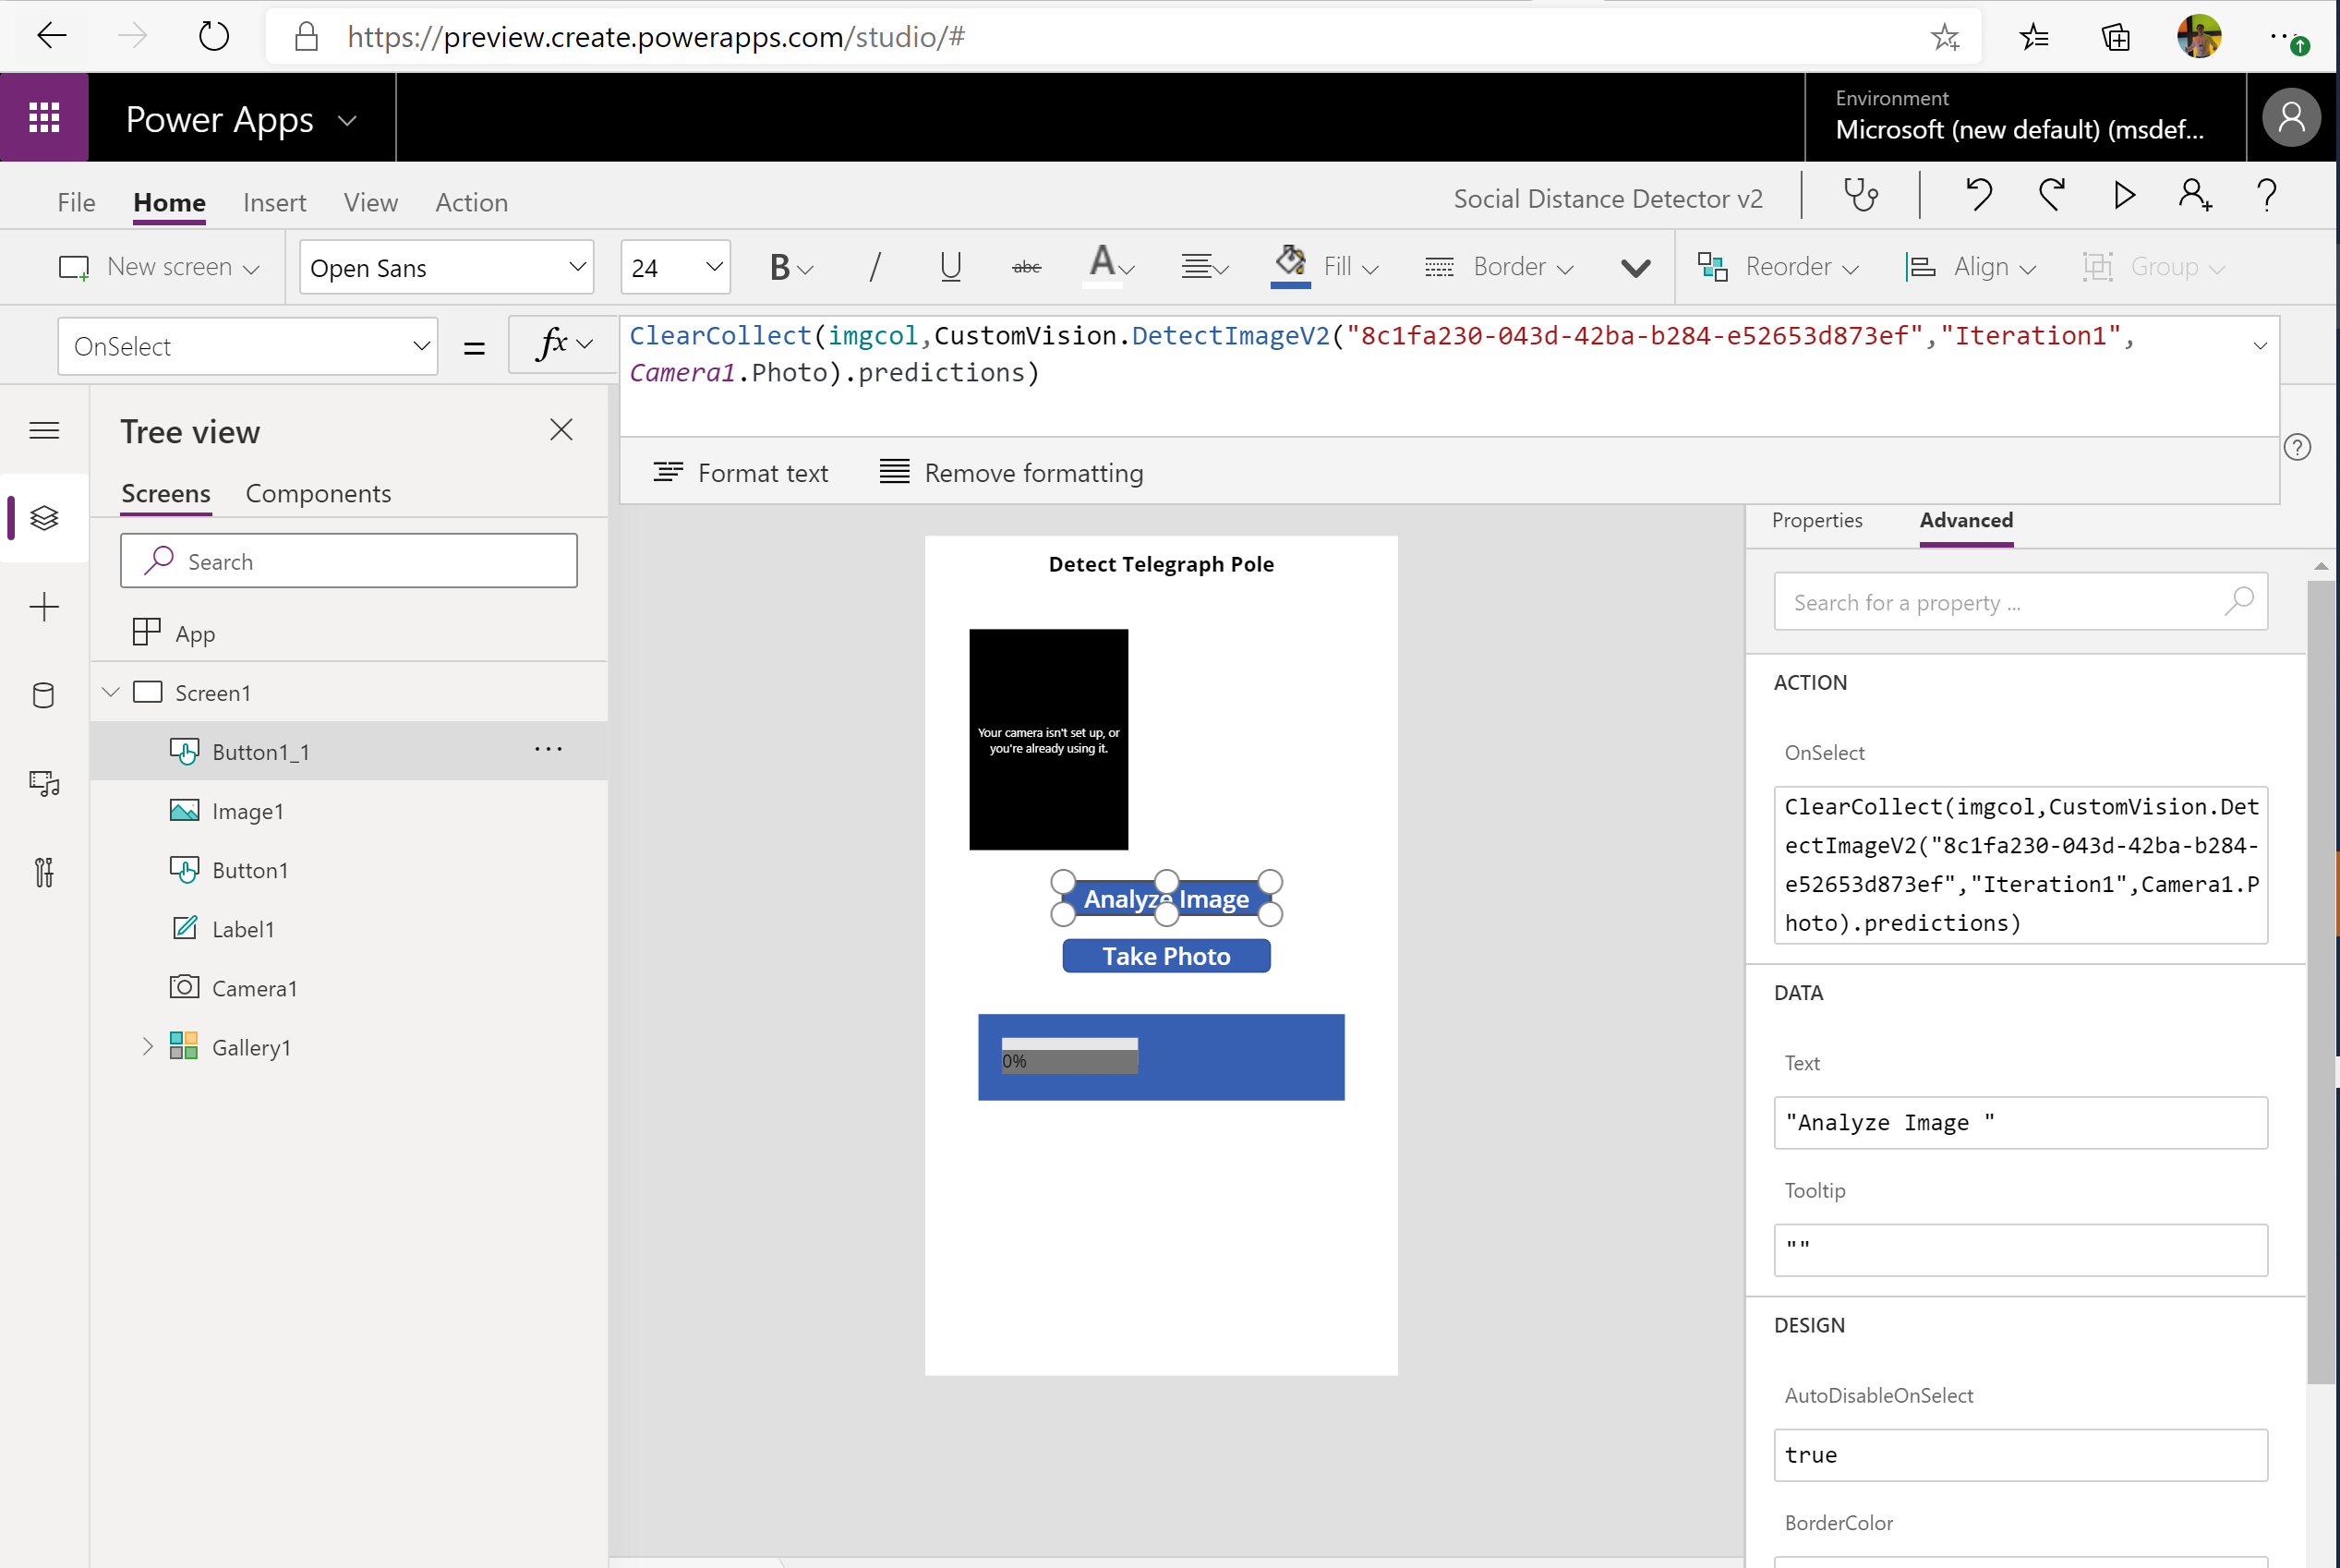 https://preview.create.powerapps.com/studio/#
Power Apps
Environment
Microsoft (new default) (msdef...
File Home Insert View Action
Social Distance Detector v2
New screen
Open Sans
24
B
/
U
abc
A
Fill
Border
Reorder
Align
Group
OnSelect
=
fx
ClearCollect(imgcol,CustomVision.DetectImageV2("8c1fa230-043d-42ba-b284-e52653d873ef","Iteration1",
Camera1.Photo).predictions)
Format text
Remove formatting
Tree view
Screens Components
Search
App
Screen1
Button1_1
Image1
Button1
Label1
Camera1
Gallery1
Detect Telegraph Pole
Your camera isn't set up, or
you're already using it.
Analyze Image
Take Photo
0%
Properties Advanced
Search for a property ...
ACTION
OnSelect
ClearCollect(imgcol,CustomVision.Det
ectImageV2("8c1fa230-043d-42ba-b284-
e52653d873ef","Iteration1",Camera1.P
hoto).predictions)
DATA
Text
"Analyze Image "
Tooltip
""
DESIGN
AutoDisableOnSelect
true
BorderColor